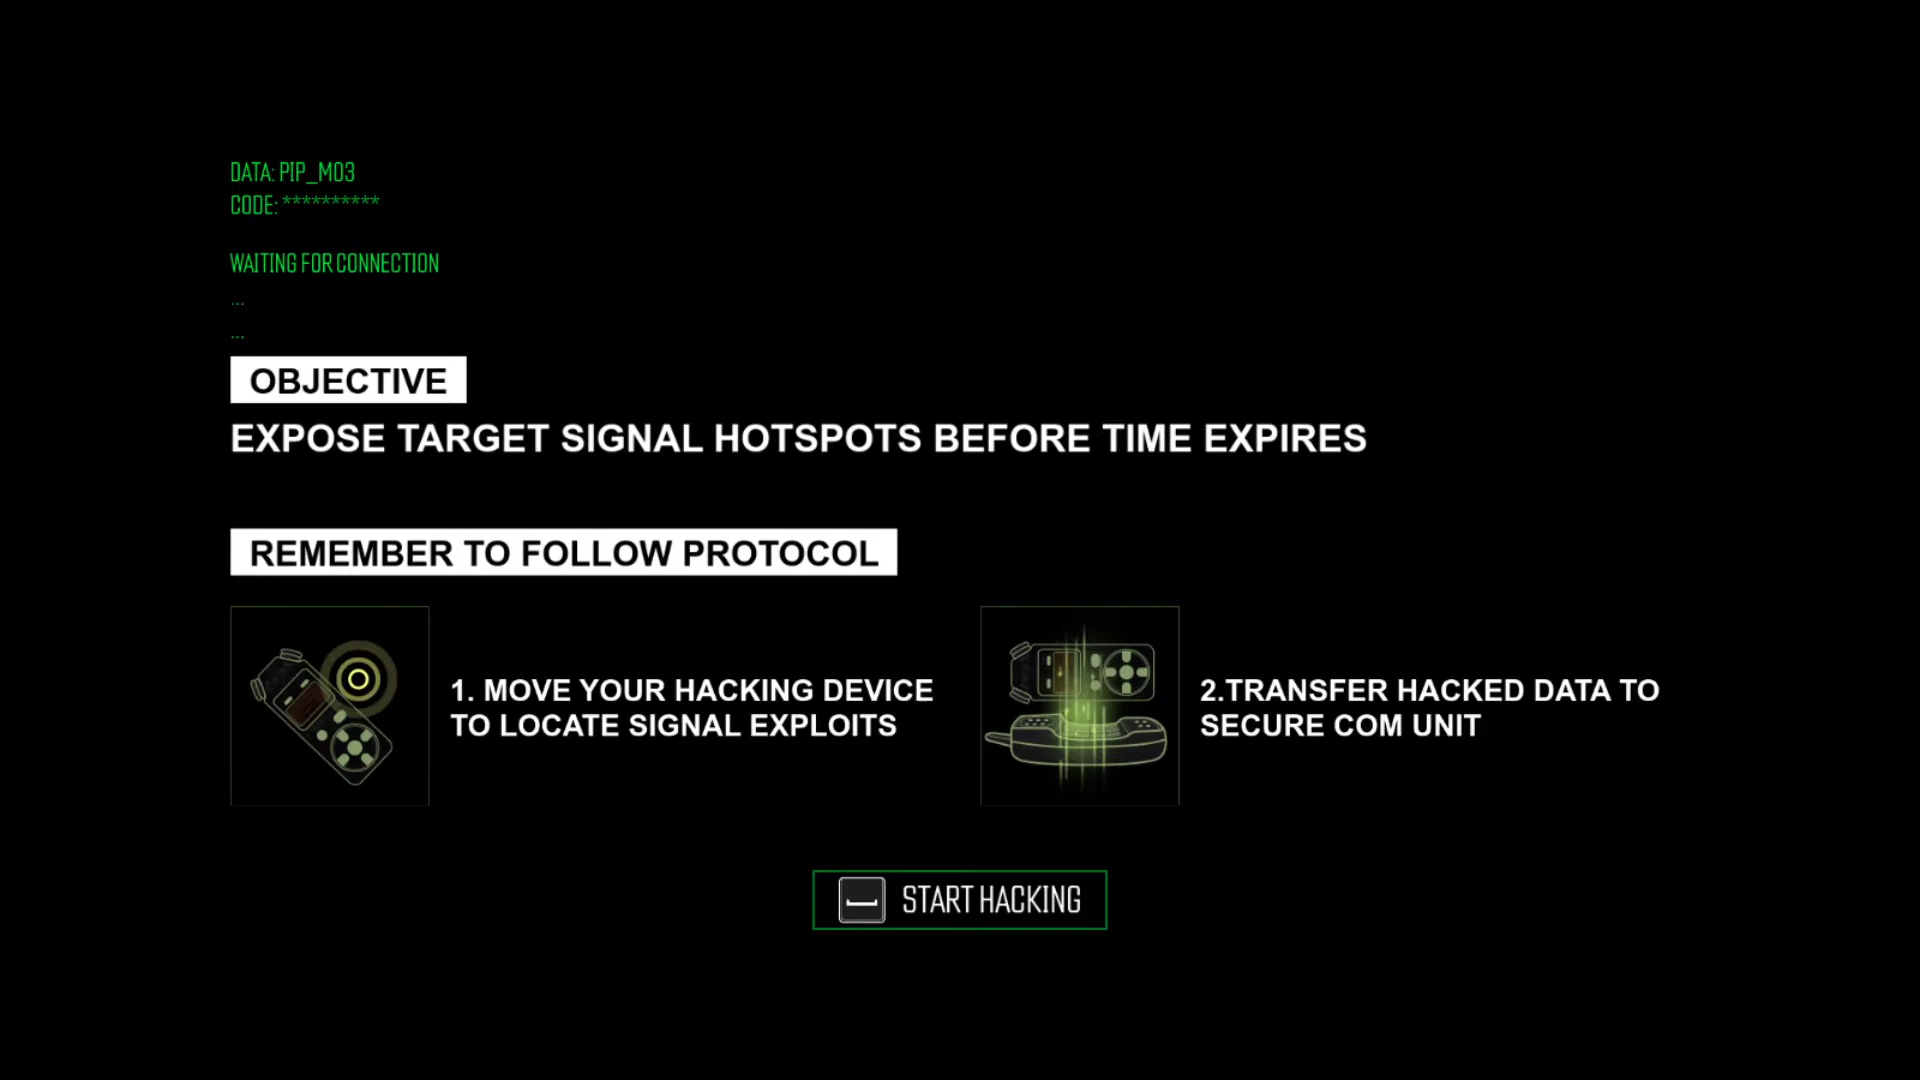 DATA: PIP_M03
CODE: **********
WAITING FOR CONNECTION
...
...
OBJECTIVE
EXPOSE TARGET SIGNAL HOTSPOTS BEFORE TIME EXPIRES
REMEMBER TO FOLLOW PROTOCOL
1. MOVE YOUR HACKING DEVICE
TO LOCATE SIGNAL EXPLOITS
2.TRANSFER HACKED DATA TO
SECURE COM UNIT
START HACKING